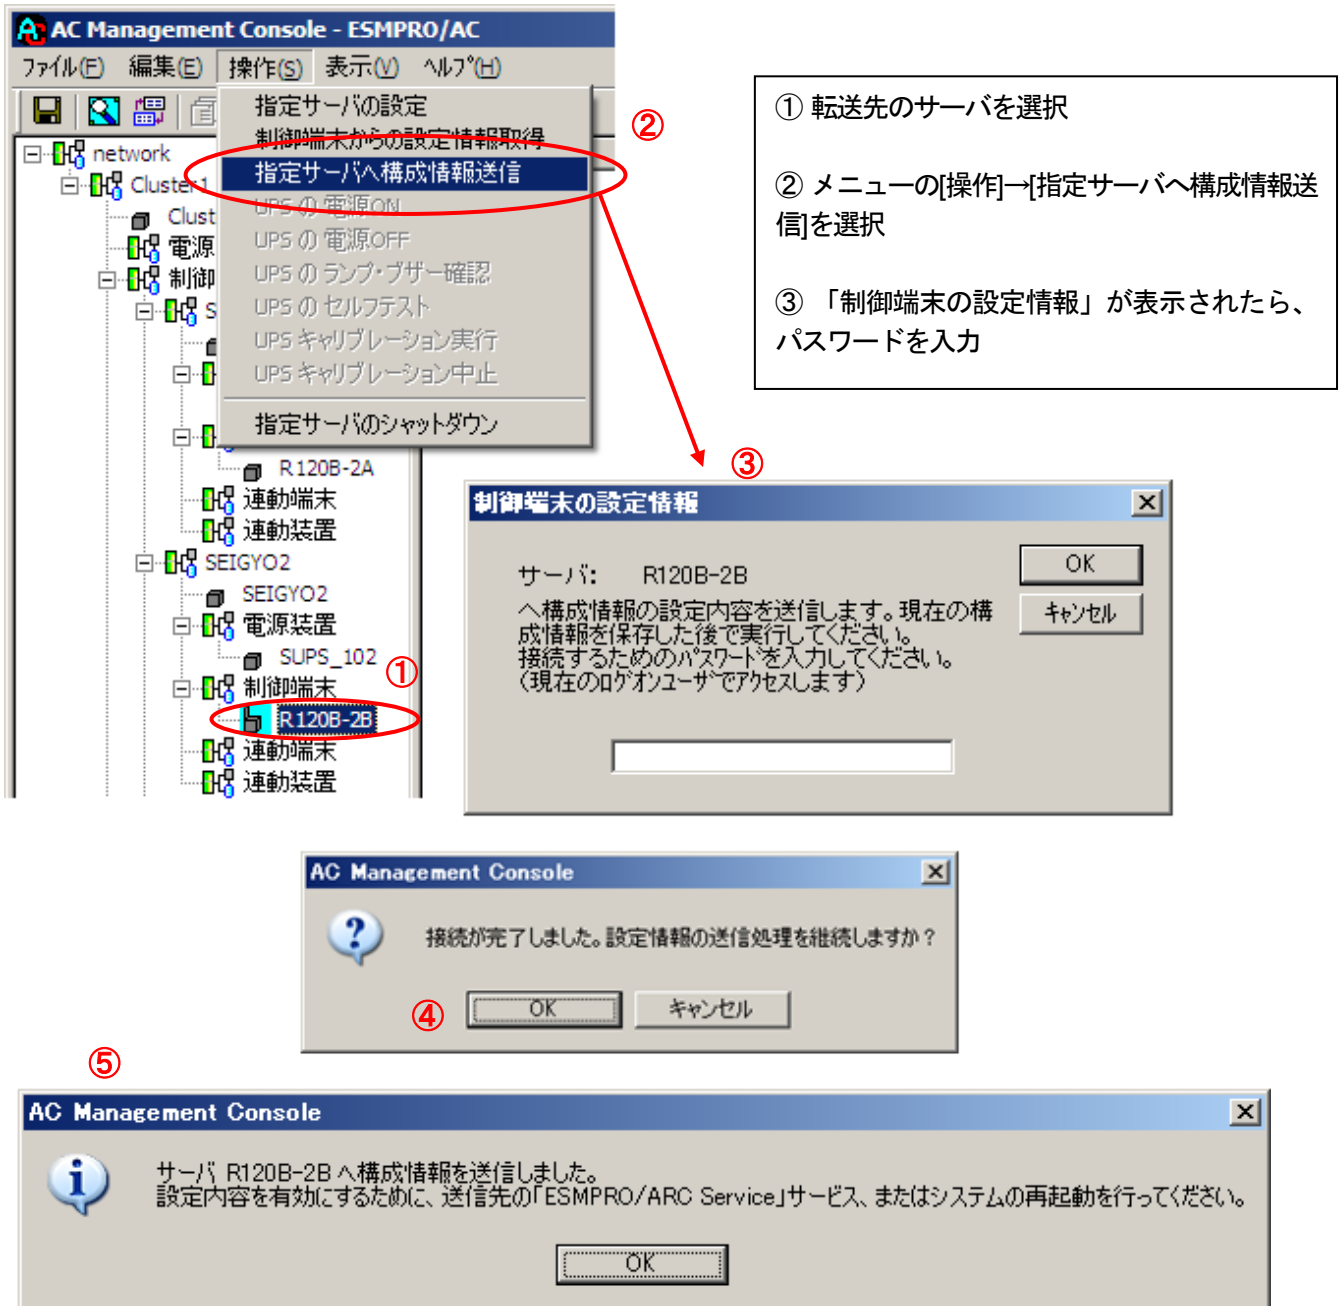 AC Management Console - ESMPRO/AC
ファイル(F) 編集(E) 操作(S) 表示(V) ヘルプ(H)
指定サーバの設定
制御端末からの設定情報取得
指定サーバへ構成情報送信
UPS の 電源ON
UPS の 電源OFF
UPS の ランプ・ブザー確認
UPS の セルフテスト
UPS キャリブレーション実行
UPS キャリブレーション中止
指定サーバのシャットダウン
②
network
Cluster1
Clust
電源
制御
S
R120B-2A
連動端末
連動装置
SEIGYO2
SEIGYO2
電源装置
SUPS_102
①
制御端末
R120B-2B
連動端末
連動装置
① 転送先のサーバを選択
② メニューの[操作]→[指定サーバへ構成情報送
信]を選択
③ 「制御端末の設定情報」が表示されたら、
パスワードを入力
③
制御端末の設定情報
サーバ: R120B-2B
へ構成情報の設定内容を送信します。現在の構
成情報を保存した後で実行してください。
接続するためのパスワードを入力してください。
(現在のログオンユーザでアクセスします)
OK
キャンセル
AC Management Console
接続が完了しました。設定情報の送信処理を継続しますか？
④
OK キャンセル
⑤
AC Management Console
サーバ R120B-2B へ構成情報を送信しました。
設定内容を有効にするために、送信先の「ESMPRO/ARC Service」サービス、またはシステムの再起動を行ってください。
OK